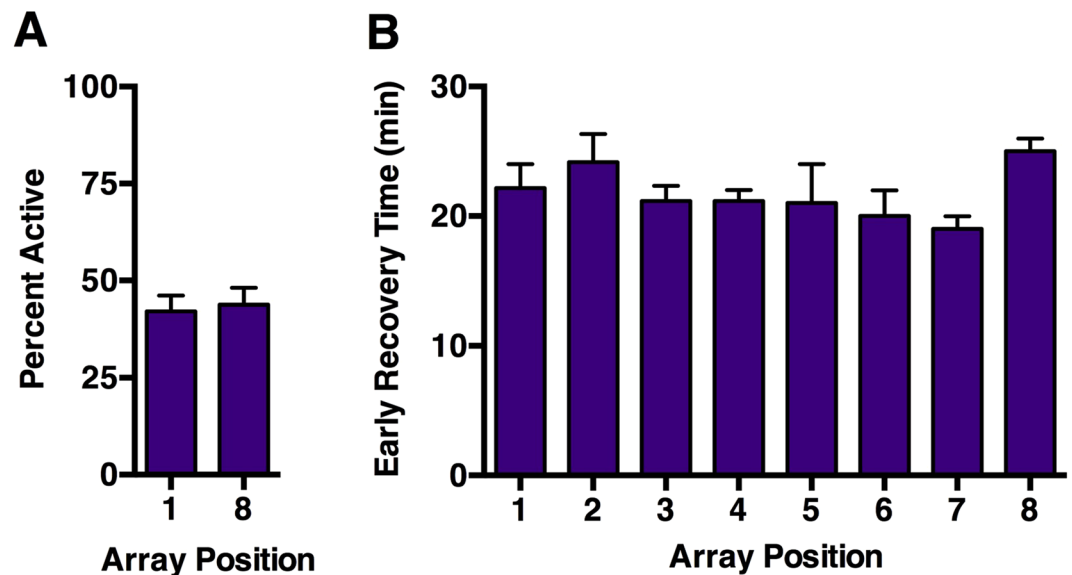 A
Percent Active
100
75
50
25
0
1 8
Array Position
B
Early Recovery Time (min)
30
20
10
0
1 2 3 4 5 6 7 8
Array Position